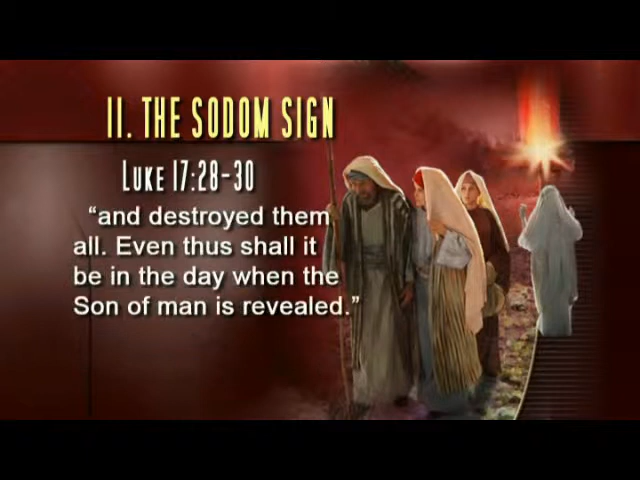 II. THE SODOM SIGN
LUKE 17:28-30
“and destroyed them
all. Even thus shall it
be in the day when the
Son of man is revealed.”